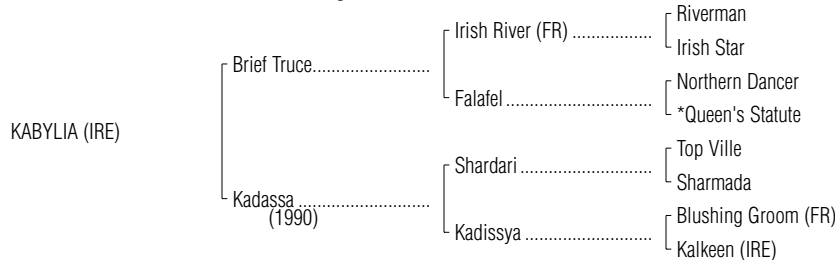 Riverman
Irish River (FR) ....................
Irish Star
Brief Truce..........................
Northern Dancer
Falafel ......................................
*Queen's Statute
KABYLIA (IRE)
Top Ville
Shardari ..................................
Sharmada
Kadassa .............................
(1990)
Blushing Groom (FR)
Kadissya .................................
Kalkeen (IRE)